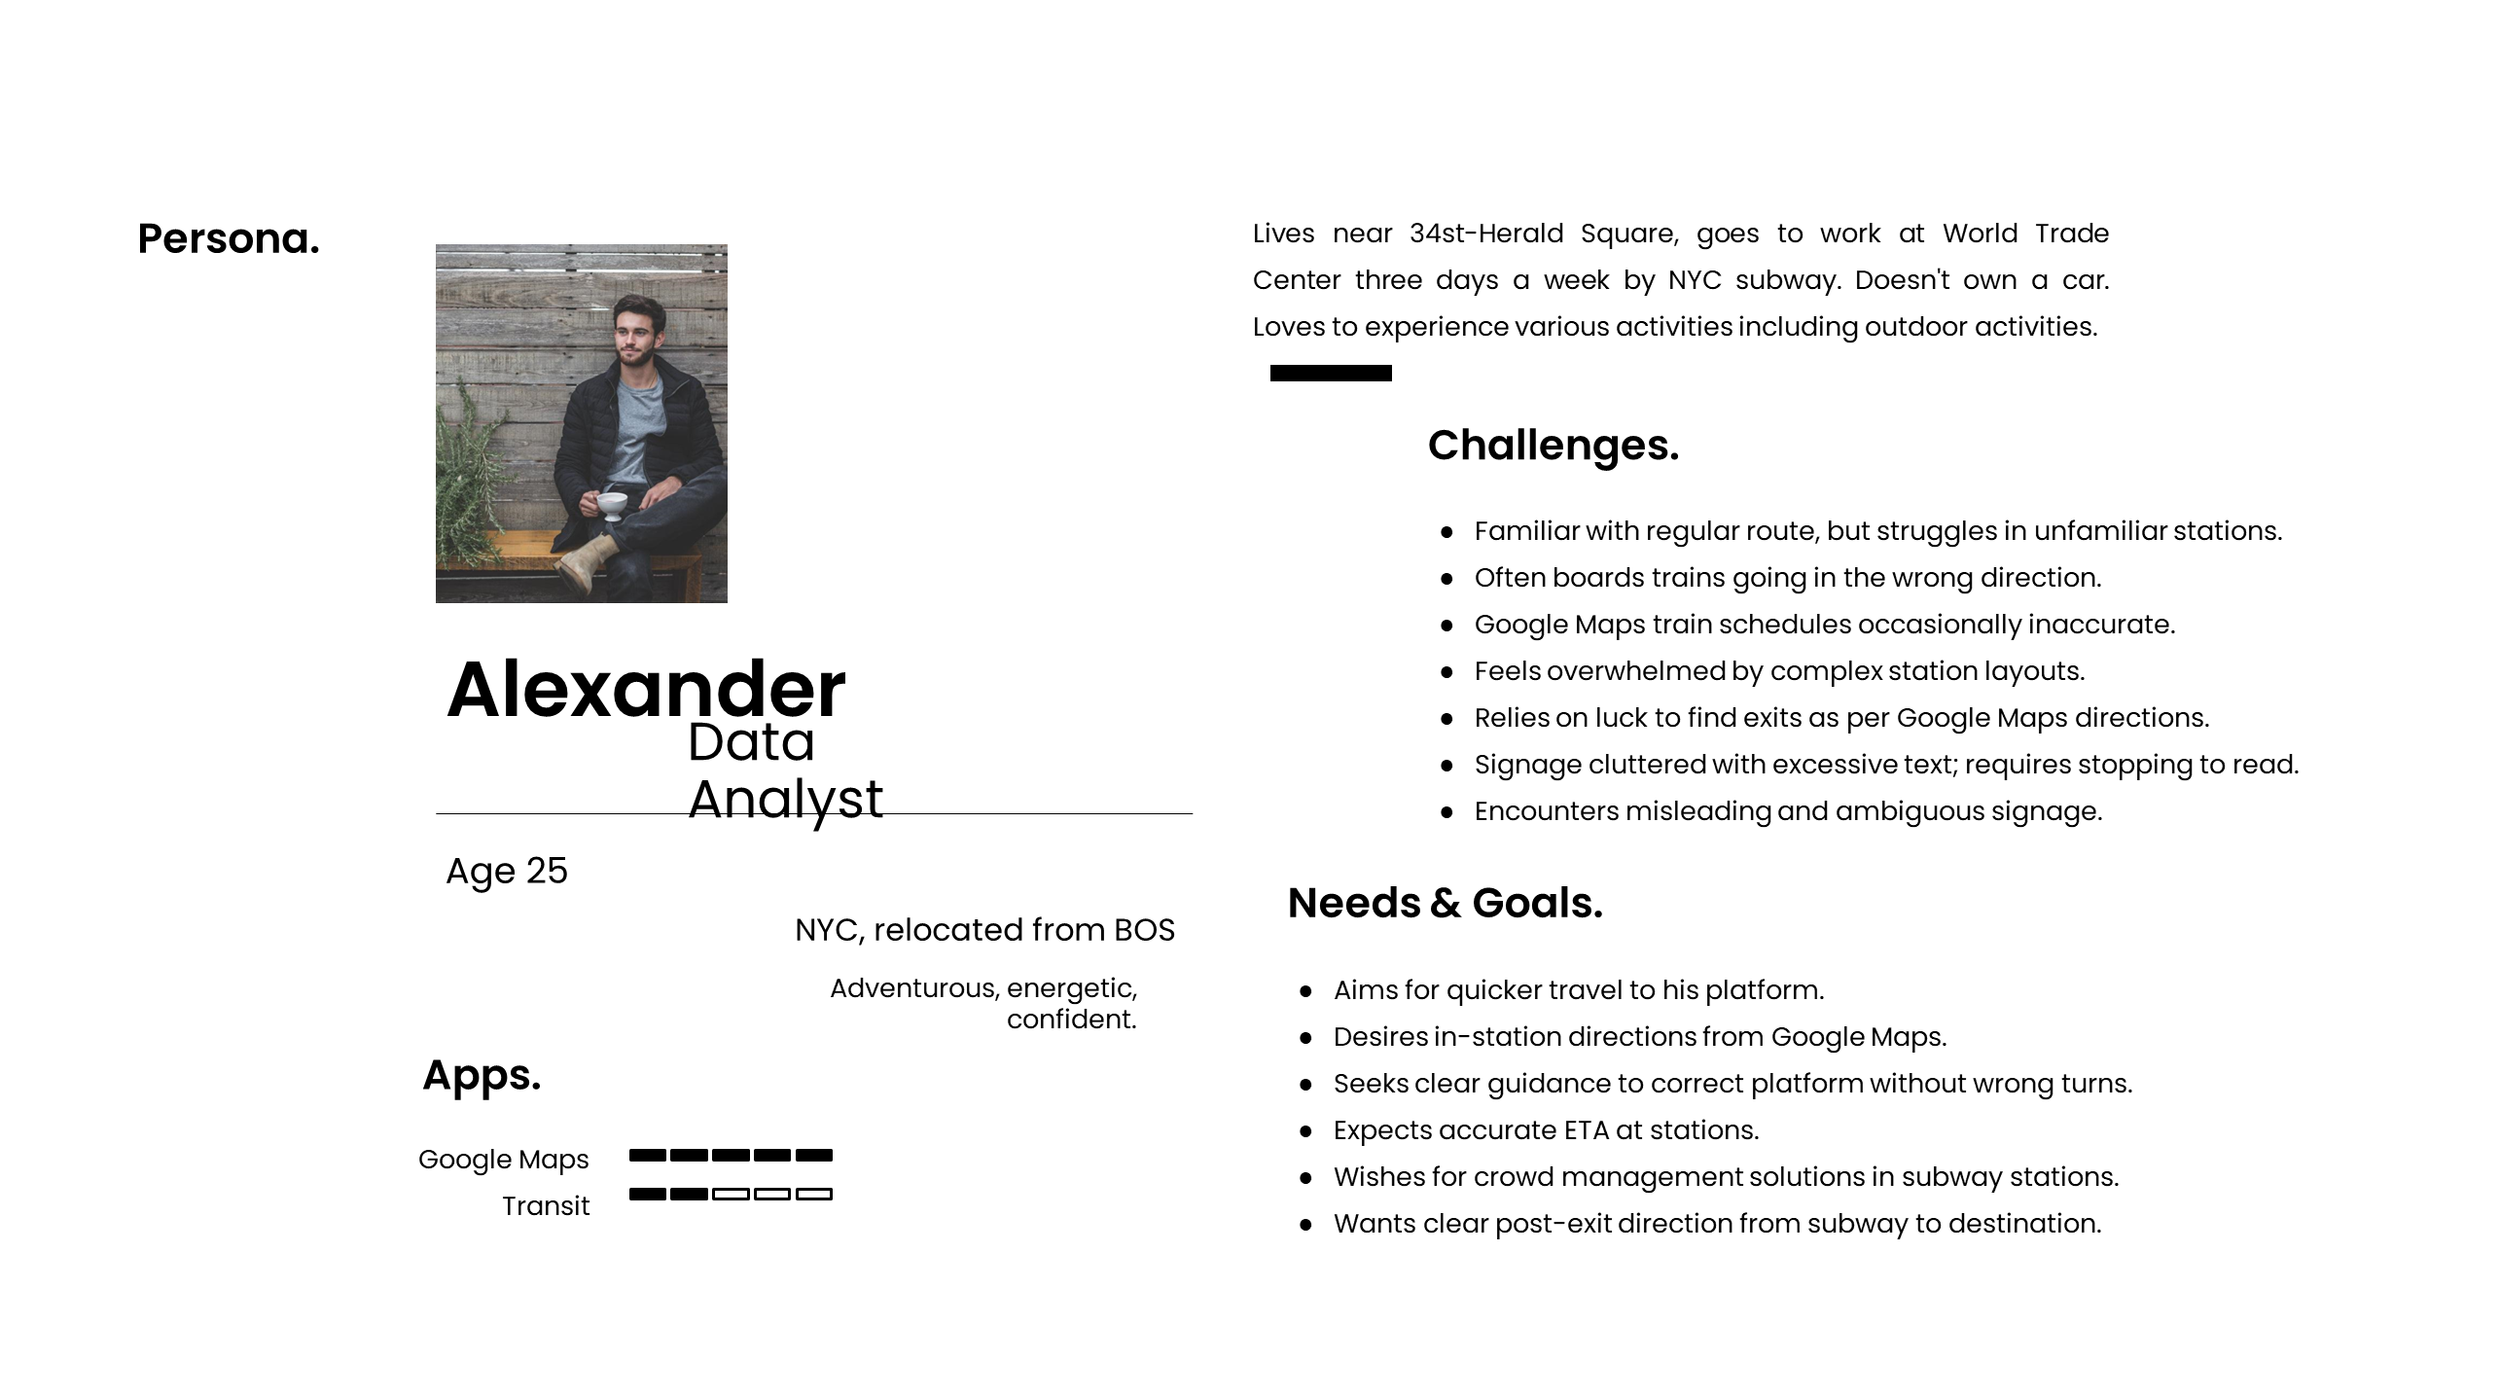 Persona.
Alexander
Data
Analyst
Age 25
NYC, relocated from BOS
Adventurous, energetic,
confident.
Apps.
Google Maps
Transit
Lives near 34st-Herald Square, goes to work at World Trade
Center three days a week by NYC subway. Doesn't own a car.
Loves to experience various activities including outdoor activities.
Challenges.
● Familiar with regular route, but struggles in unfamiliar stations.
● Often boards trains going in the wrong direction.
● Google Maps train schedules occasionally inaccurate.
● Feels overwhelmed by complex station layouts.
● Relies on luck to find exits as per Google Maps directions.
● Signage cluttered with excessive text; requires stopping to read.
● Encounters misleading and ambiguous signage.
Needs & Goals.
● Aims for quicker travel to his platform.
● Desires in-station directions from Google Maps.
● Seeks clear guidance to correct platform without wrong turns.
● Expects accurate ETA at stations.
● Wishes for crowd management solutions in subway stations.
● Wants clear post-exit direction from subway to destination.